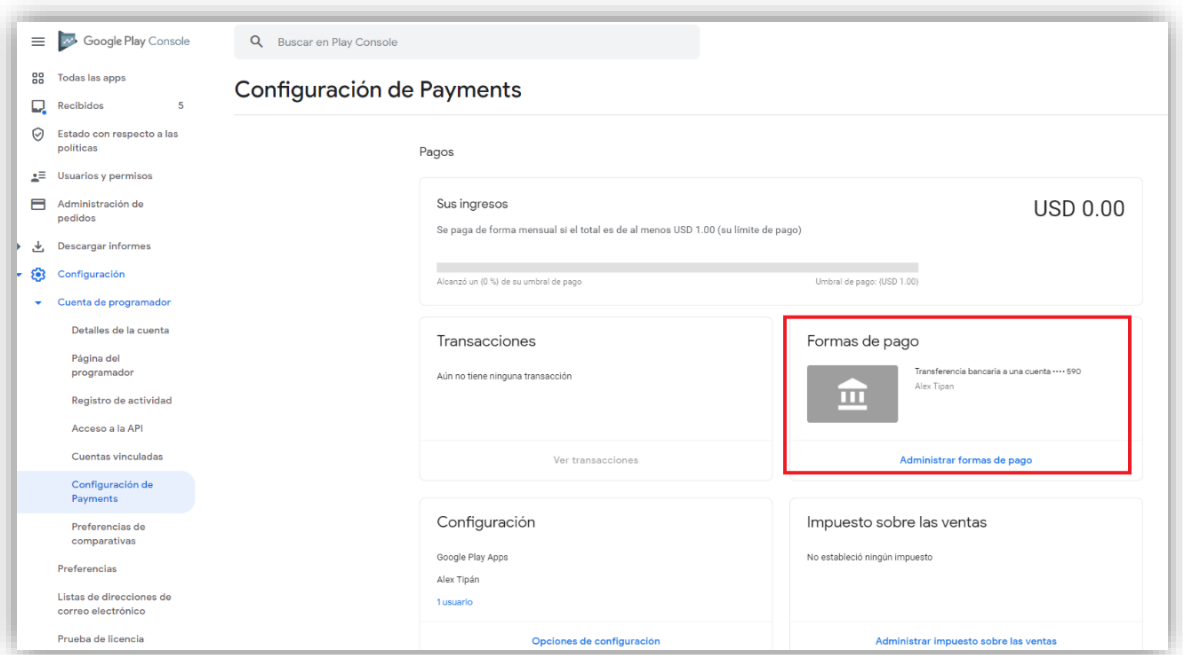 Google Play Console
Buscar en Play Console
Todas las apps
Recibidos 5
Estado con respecto a las
políticas
Usuarios y permisos
Administración de
pedidos
Descargar informes
Configuración
Cuenta de programador
Detalles de la cuenta
Página del
programador
Registro de actividad
Acceso a la API
Cuentas vinculadas
Configuración de
Payments
Preferencias de
comparativas
Preferencias
Listas de direcciones de
correo electrónico
Prueba de licencia
Configuración de Payments
Pagos
Sus ingresos
USD 0.00
Se paga de forma mensual si el total es de al menos USD 1.00 (su límite de pago)
Alcanzó un (0 %) de su umbral de pago
Umbral de pago: (USD 1.00)
Transacciones
Aún no tiene ninguna transacción
Ver transacciones
Formas de pago
Transferencia bancaria a una cuenta •••• 590
Alex Tipan
Administrar formas de pago
Configuración
Google Play Apps
Alex Tipán
1 usuario
Opciones de configuración
Impuesto sobre las ventas
No estableció ningún impuesto
Administrar impuesto sobre las ventas